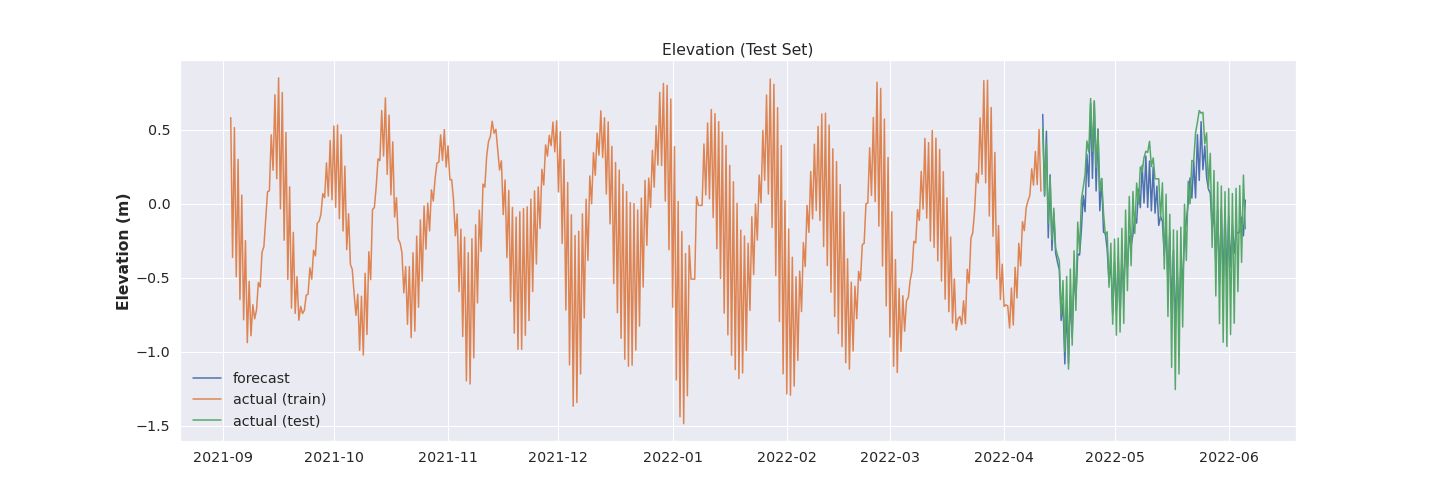 Elevation (Test Set)
Elevation (m)
0.5
0.0
−0.5
−1.0
−1.5
forecast
actual (train)
actual (test)
2021-09 2021-10 2021-11 2021-12 2022-01 2022-02 2022-03 2022-04 2022-05 2022-06